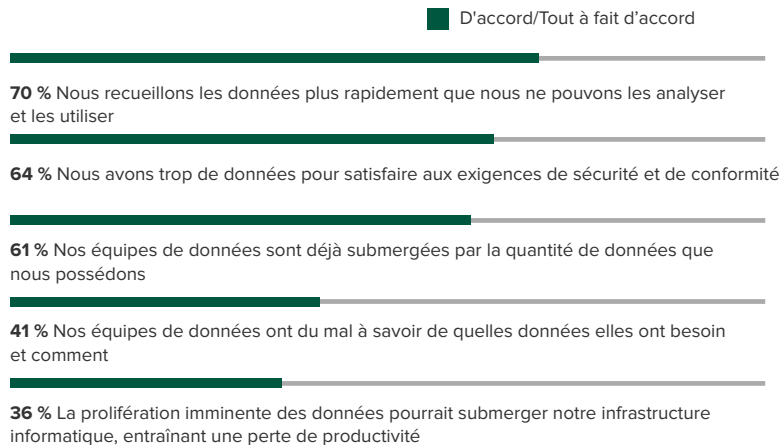 D'accord/Tout à fait d’accord
70 % Nous recueillons les données plus rapidement que nous ne pouvons les analyser
et les utiliser
64 % Nous avons trop de données pour satisfaire aux exigences de sécurité et de conformité
61 % Nos équipes de données sont déjà submergées par la quantité de données que
nous possédons
41 % Nos équipes de données ont du mal à savoir de quelles données elles ont besoin
et comment
36 % La prolifération imminente des données pourrait submerger notre infrastructure
informatique, entraînant une perte de productivité